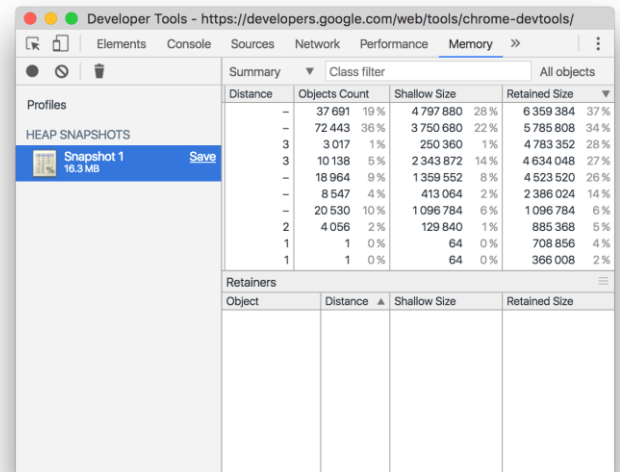 Developer Tools - https://developers.google.com/web/tools/chrome-devtools/
Elements Console Sources Network Performance Memory »
Summary ▼ Class filter All objects
Profiles
HEAP SNAPSHOTS
Snapshot 1 Save
16.3 MB
Distance Objects Count Shallow Size Retained Size ▼
– 37 691 19 % 4 797 880 28 % 6 359 384 37 %
– 72 443 36 % 3 750 680 22 % 5 785 808 34 %
3 3 017 1 % 250 360 1 % 4 783 352 28 %
3 10 138 5 % 2 343 872 14 % 4 634 048 27 %
– 18 964 9 % 1 359 552 8 % 4 523 520 26 %
– 8 547 4 % 413 064 2 % 2 386 024 14 %
– 20 530 10 % 1 096 784 6 % 1 096 784 6 %
2 4 056 2 % 129 840 1 % 885 368 5 %
1 1 0 % 64 0 % 708 856 4 %
1 1 0 % 64 0 % 366 008 2 %
Retainers
Object Distance ▲ Shallow Size Retained Size